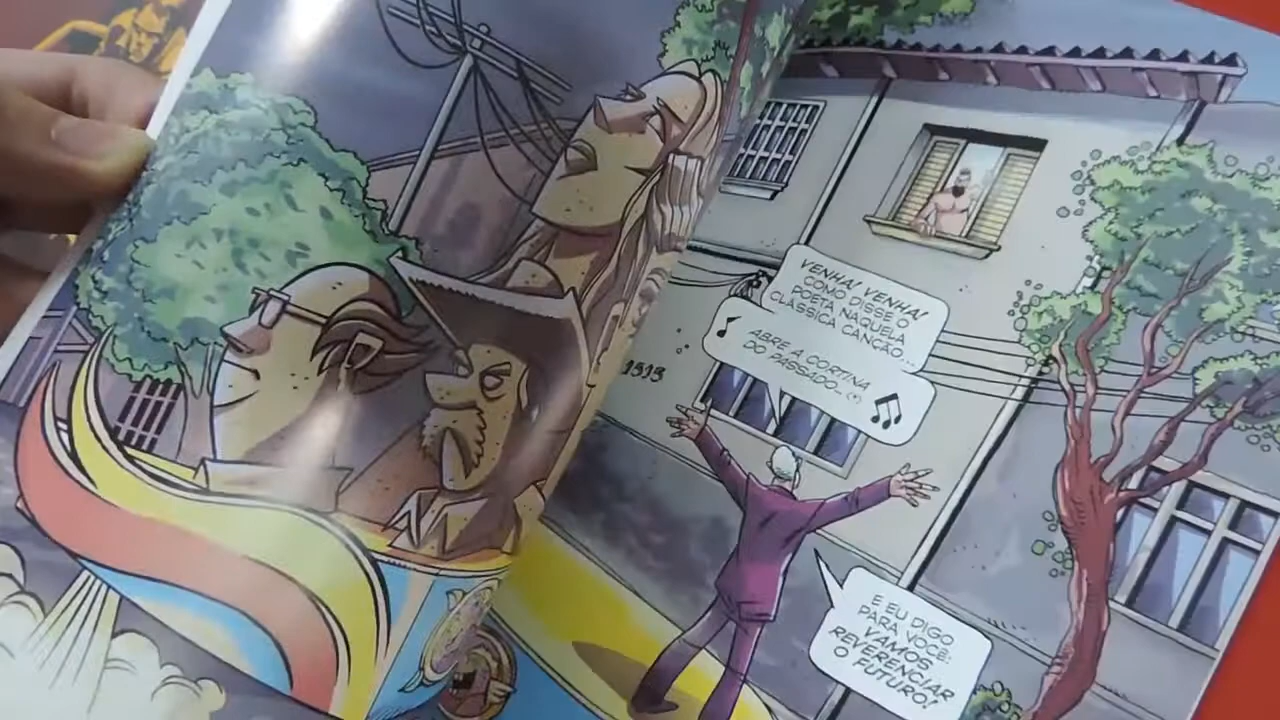 VENHA! VENHA!
COMO DISSE O
POETA NAQUELA
CLÁSSICA CANÇÃO...
ABRE A CORTINA
DO PASSADO... (*)
1313
E EU DIGO
PARA VOCÊ:
VAMOS
REVERENCIAR
O FUTURO!